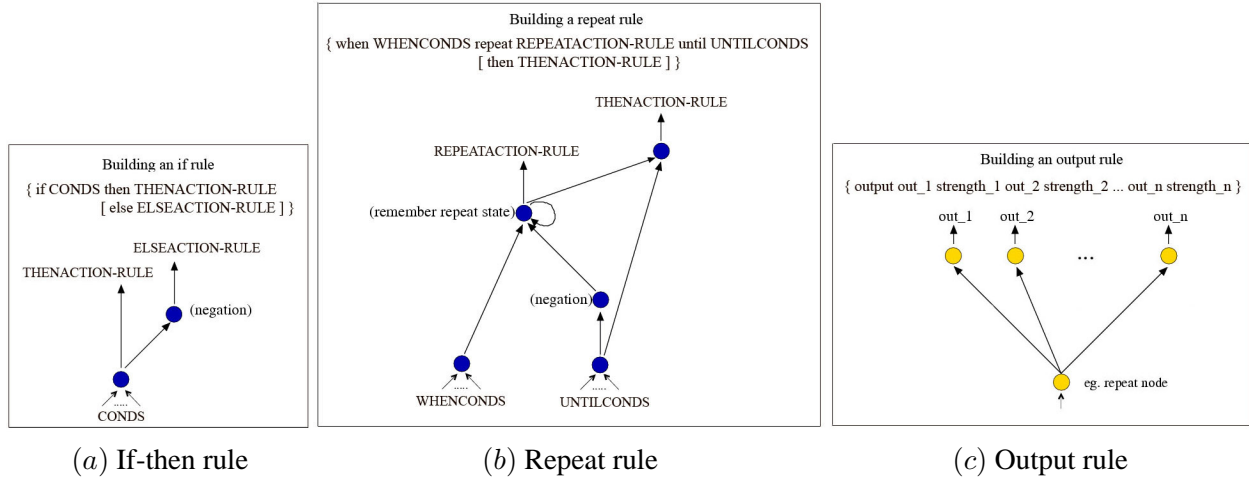 Building an if rule
{ if CONDS then THENACTION-RULE
[ else ELSEACTION-RULE ] }
ELSEACTION-RULE
THENACTION-RULE
(negation)
.....
CONDS
(a) If-then rule
Building a repeat rule
{ when WHENCONDS repeat REPEATACTION-RULE until UNTILCONDS
[ then THENACTION-RULE ] }
THENACTION-RULE
REPEATACTION-RULE
(remember repeat state)
(negation)
.....
.....
WHENCONDS
UNTILCONDS
(b) Repeat rule
Building an output rule
{ output out_1 strength_1 out_2 strength_2 ... out_n strength_n }
out_1 out_2 out_n
...
eg. repeat node
(c) Output rule